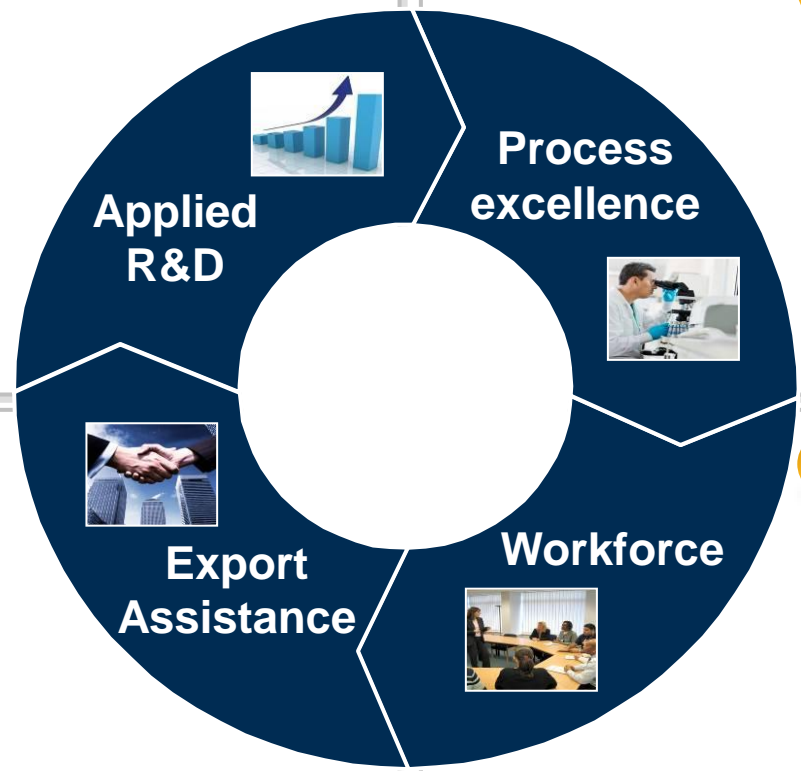 Process
excellence
Applied
R&D
Workforce
Export
Assistance